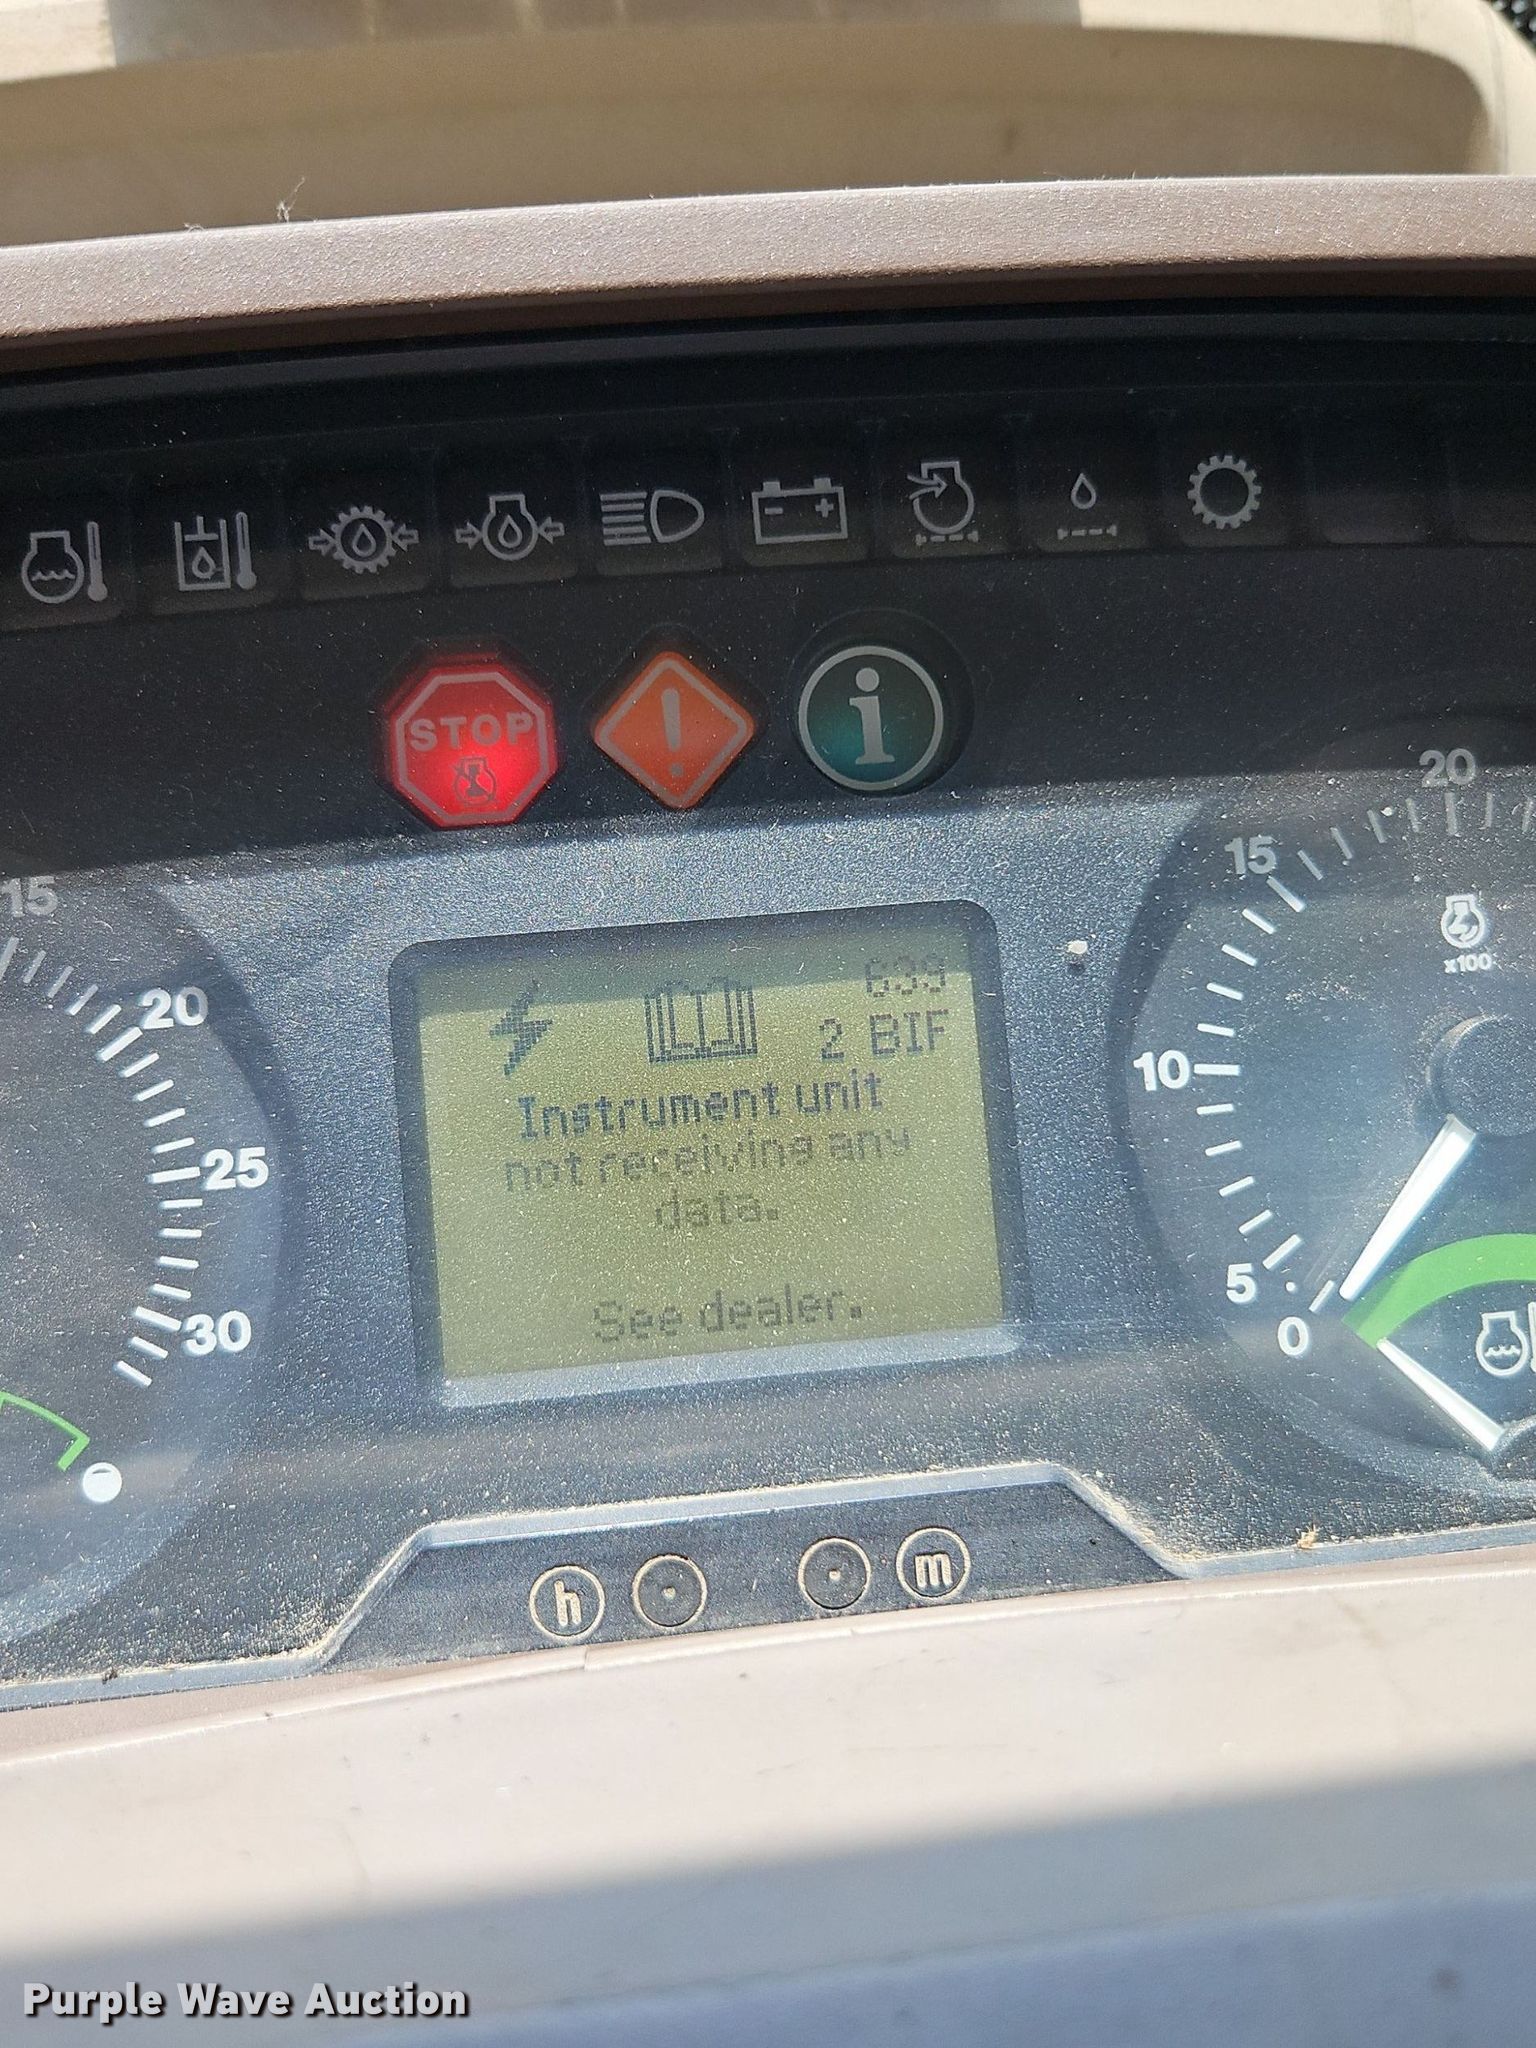 STOP
i
15
20
25
30
639
2 BIF
Instrument unit
not receiving any
data.
See dealer.
20
15
x100
10
5
0
h
m
Purple Wave Auction